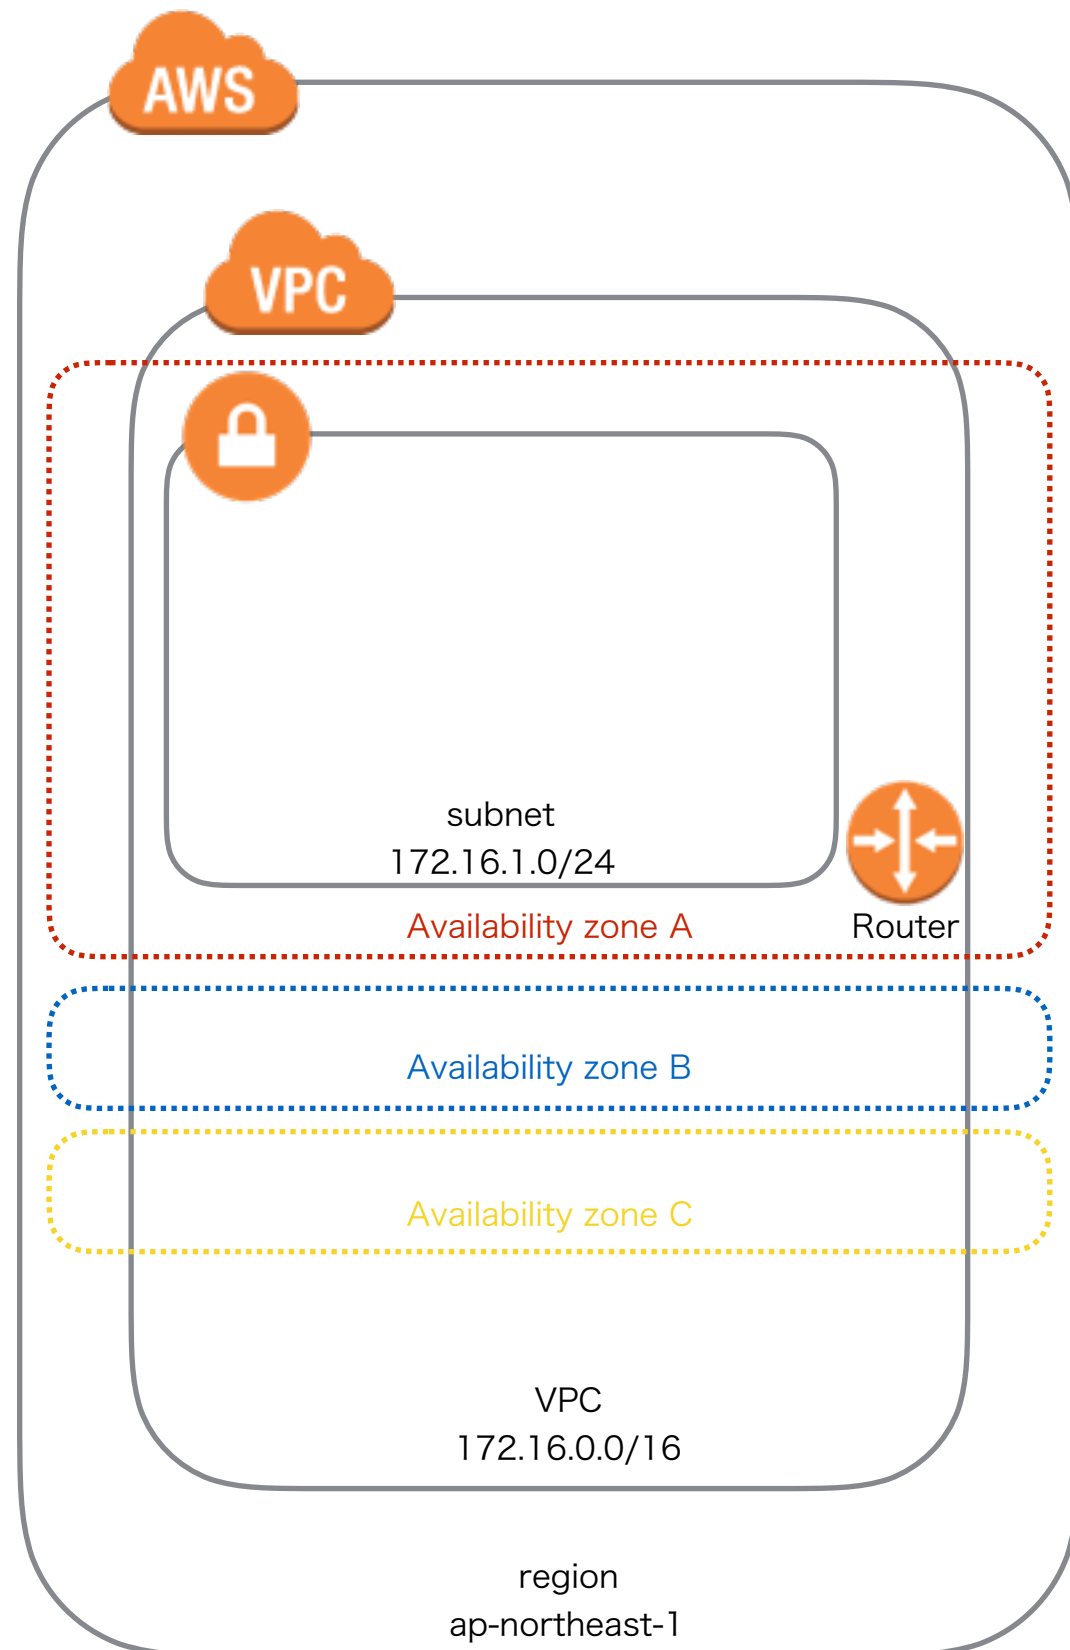 AWS
VPC
subnet
172.16.1.0/24
Availability zone A
Router
Availability zone B
Availability zone C
VPC
172.16.0.0/16
region
ap-northeast-1